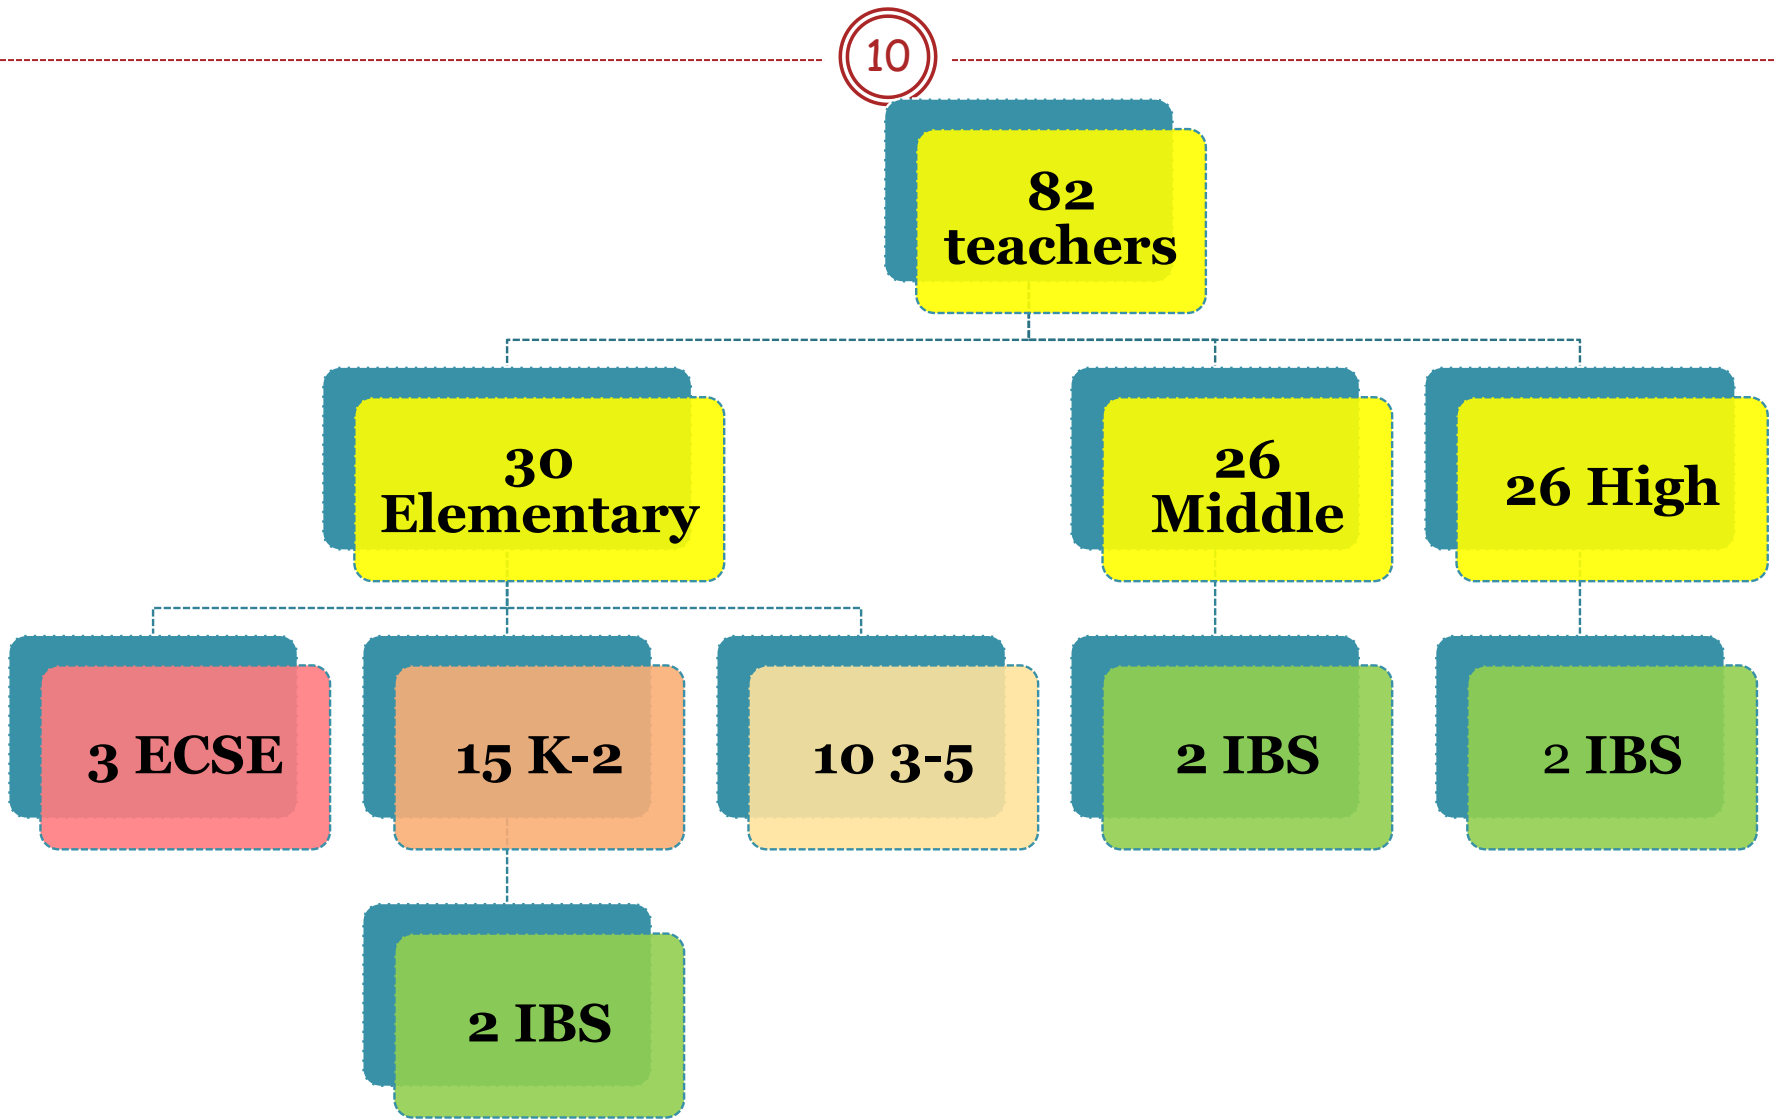 10
82
teachers
30
Elementary
26
Middle
26 High
3 ECSE
15 K-2
10 3-5
2 IBS
2 IBS
2 IBS